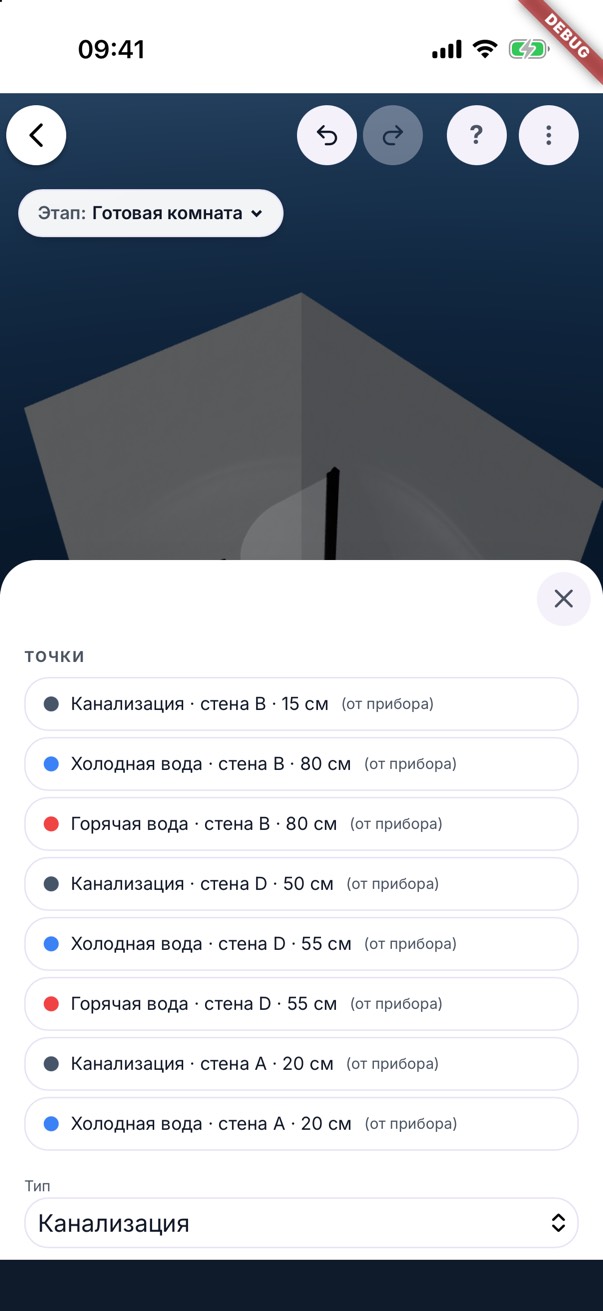 09:41
DEBUG
?
Этап: Готовая комната
ТОЧКИ
Канализация · стена B · 15 см (от прибора)
Холодная вода · стена B · 80 см (от прибора)
Горячая вода · стена B · 80 см (от прибора)
Канализация · стена D · 50 см (от прибора)
Холодная вода · стена D · 55 см (от прибора)
Горячая вода · стена D · 55 см (от прибора)
Канализация · стена A · 20 см (от прибора)
Холодная вода · стена A · 20 см (от прибора)
Тип
Канализация